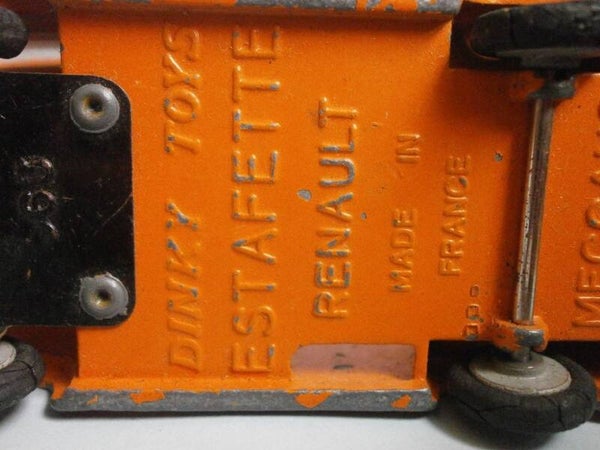 DINKY TOYS
ESTAFETTE
RENAULT
MADE IN
FRANCE